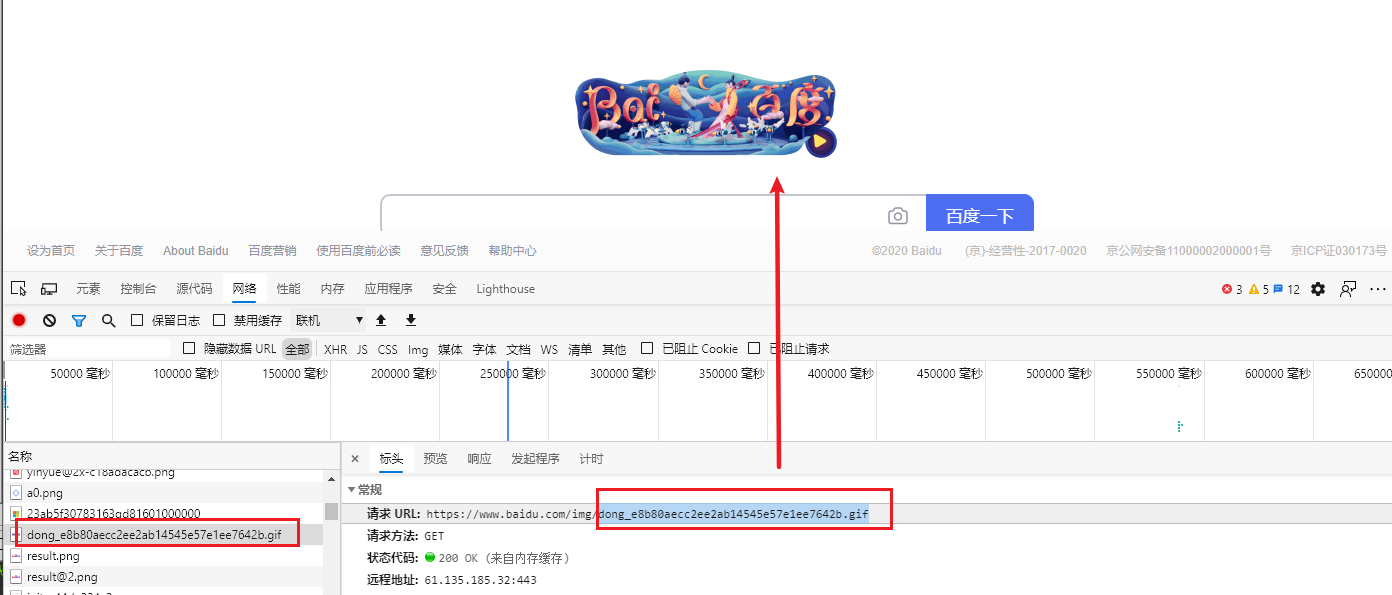 Bai 百度
百度一下
设为首页 关于百度 About Baidu 百度营销 使用百度前必读 意见反馈 帮助中心 ©2020 Baidu (京)-经营性-2017-0020 京公网安备11000002000001号 京ICP证030173号
元素 控制台 源代码 网络 性能 内存 应用程序 安全 Lighthouse 3 5 12
保留日志 禁用缓存 联机
筛选器 隐藏数据 URL 全部 XHR JS CSS Img 媒体 字体 文档 WS 清单 其他 已阻止 Cookie 已阻止请求
50000 毫秒 100000 毫秒 150000 毫秒 200000 毫秒 250000 毫秒 300000 毫秒 350000 毫秒 400000 毫秒 450000 毫秒 500000 毫秒 550000 毫秒 600000 毫秒 650000
名称
标头 预览 响应 发起程序 计时
yinyue@2x-c18adacacb.png
常规
a0.png
23ab5f30783163gd81601000000
请求 URL: https://www.baidu.com/img/dong_e8b80aecc2ee2ab14545e57e1ee7642b.gif
dong_e8b80aecc2ee2ab14545e57e1ee7642b.gif
请求方法: GET
result.png
状态代码: 200 OK (来自内存缓存)
result@2.png
远程地址: 61.135.185.32:443